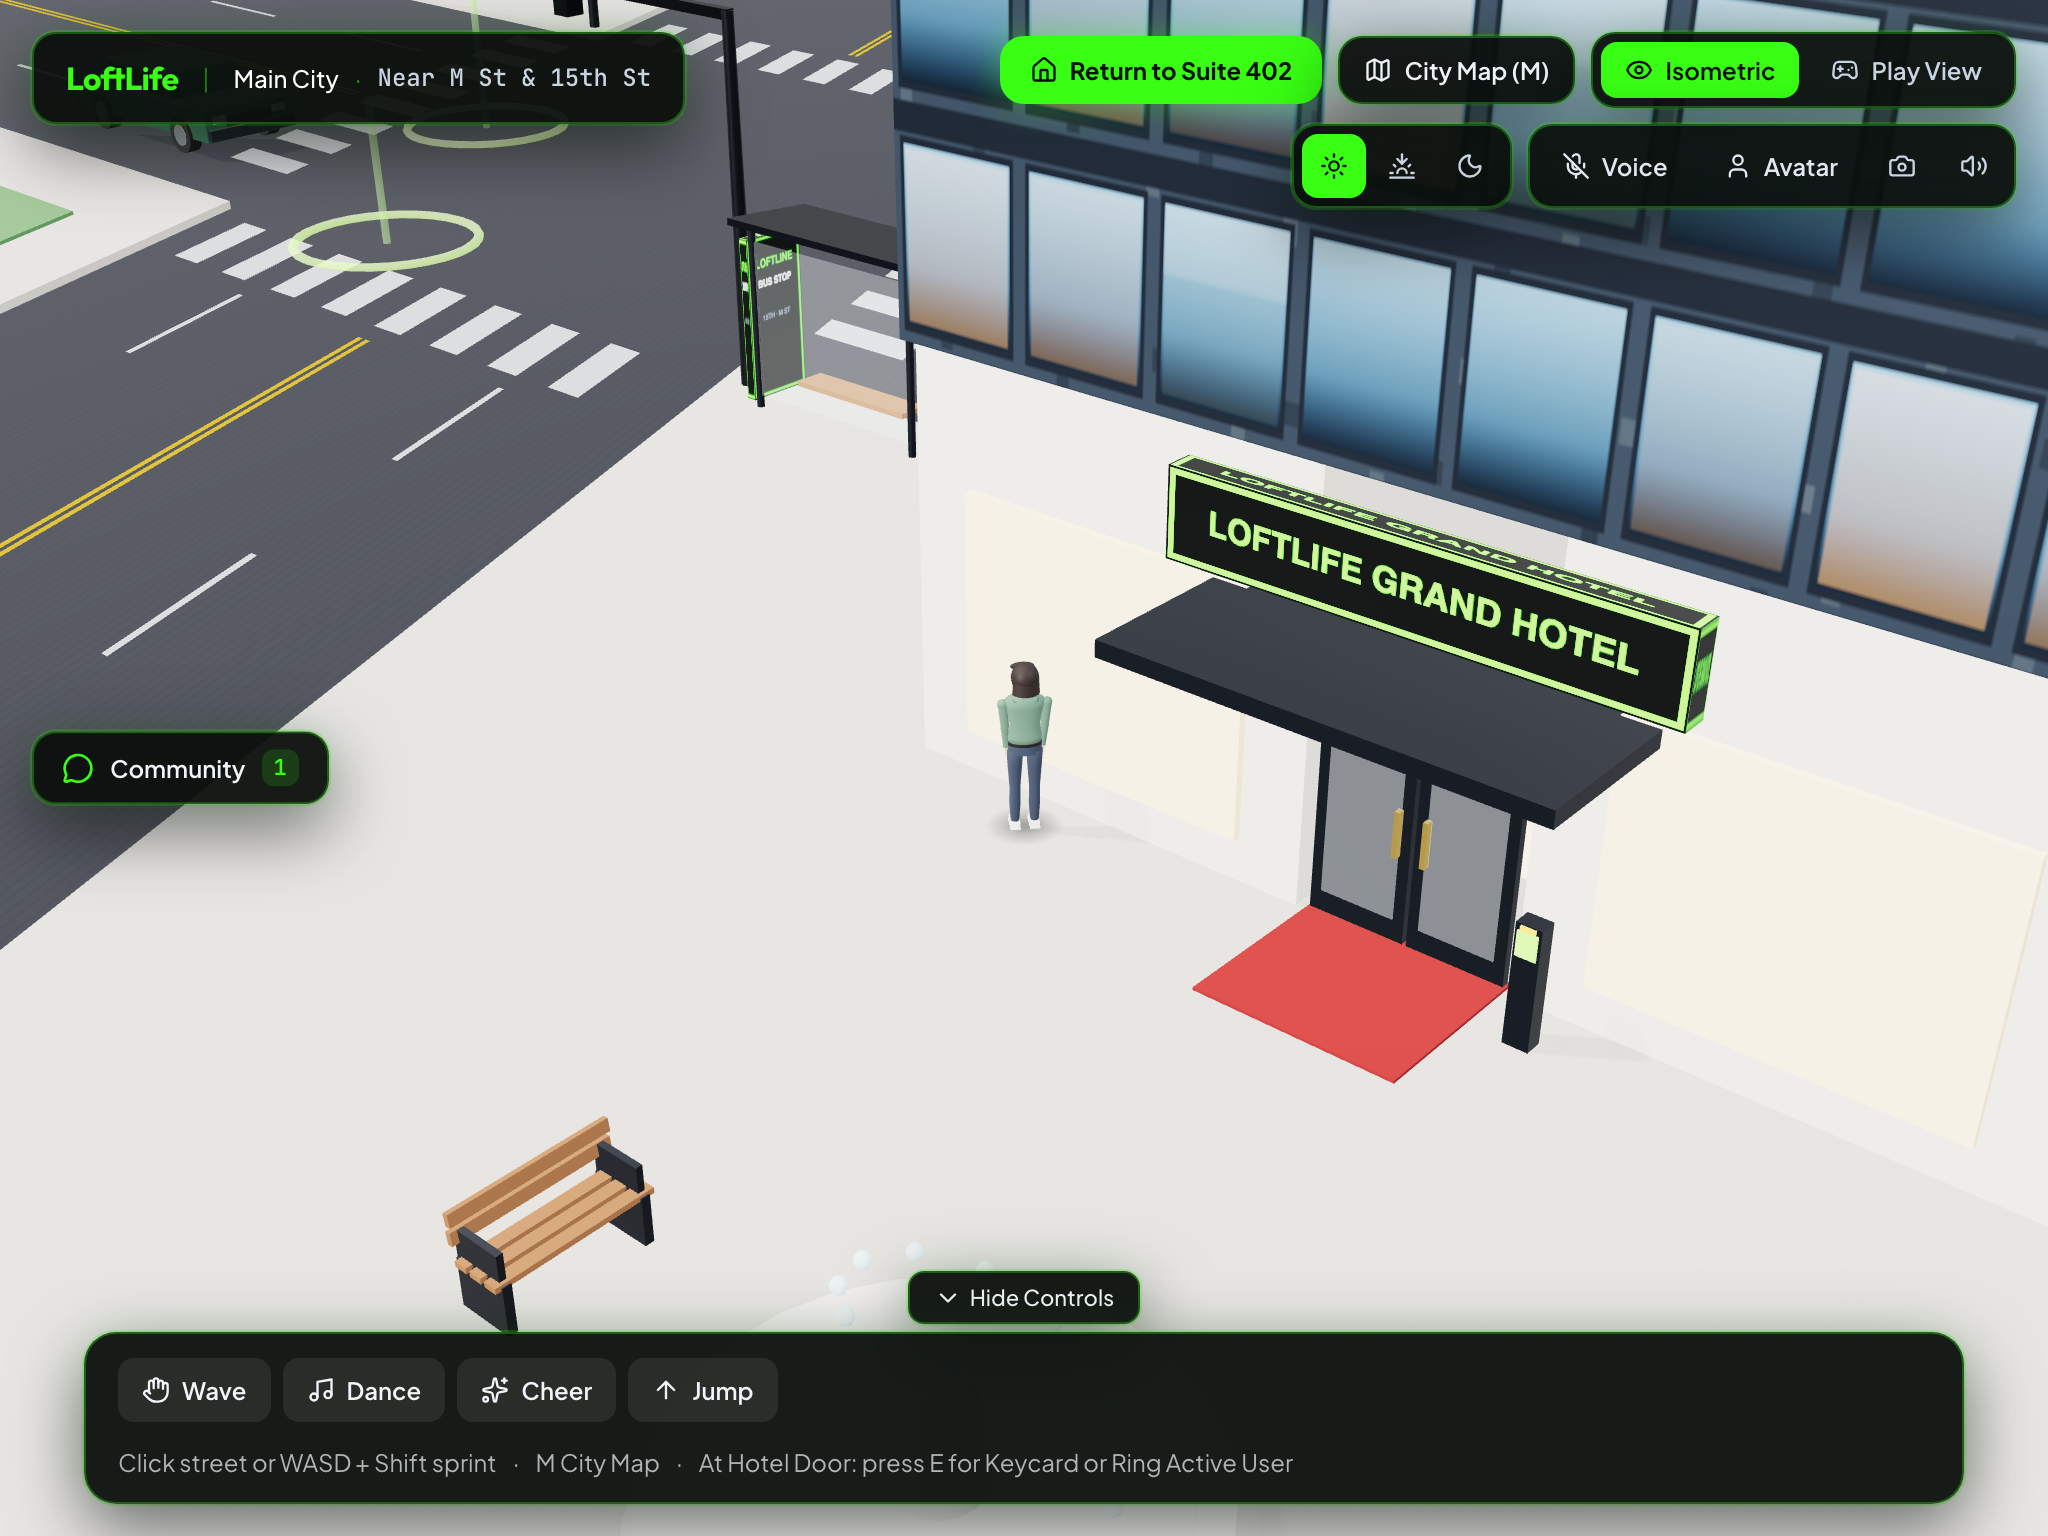 LoftLife | Main City · Near M St & 15th St
Return to Suite 402
City Map (M)
Isometric
Play View
Voice
Avatar
LOFTLINE
BUS STOP
15TH · M ST
LOFTLIFE GRAND HOTEL
LOFTLIFE GRAND HOTEL
Community 1
Hide Controls
Wave
Dance
Cheer
Jump
Click street or WASD + Shift sprint · M City Map · At Hotel Door: press E for Keycard or Ring Active User